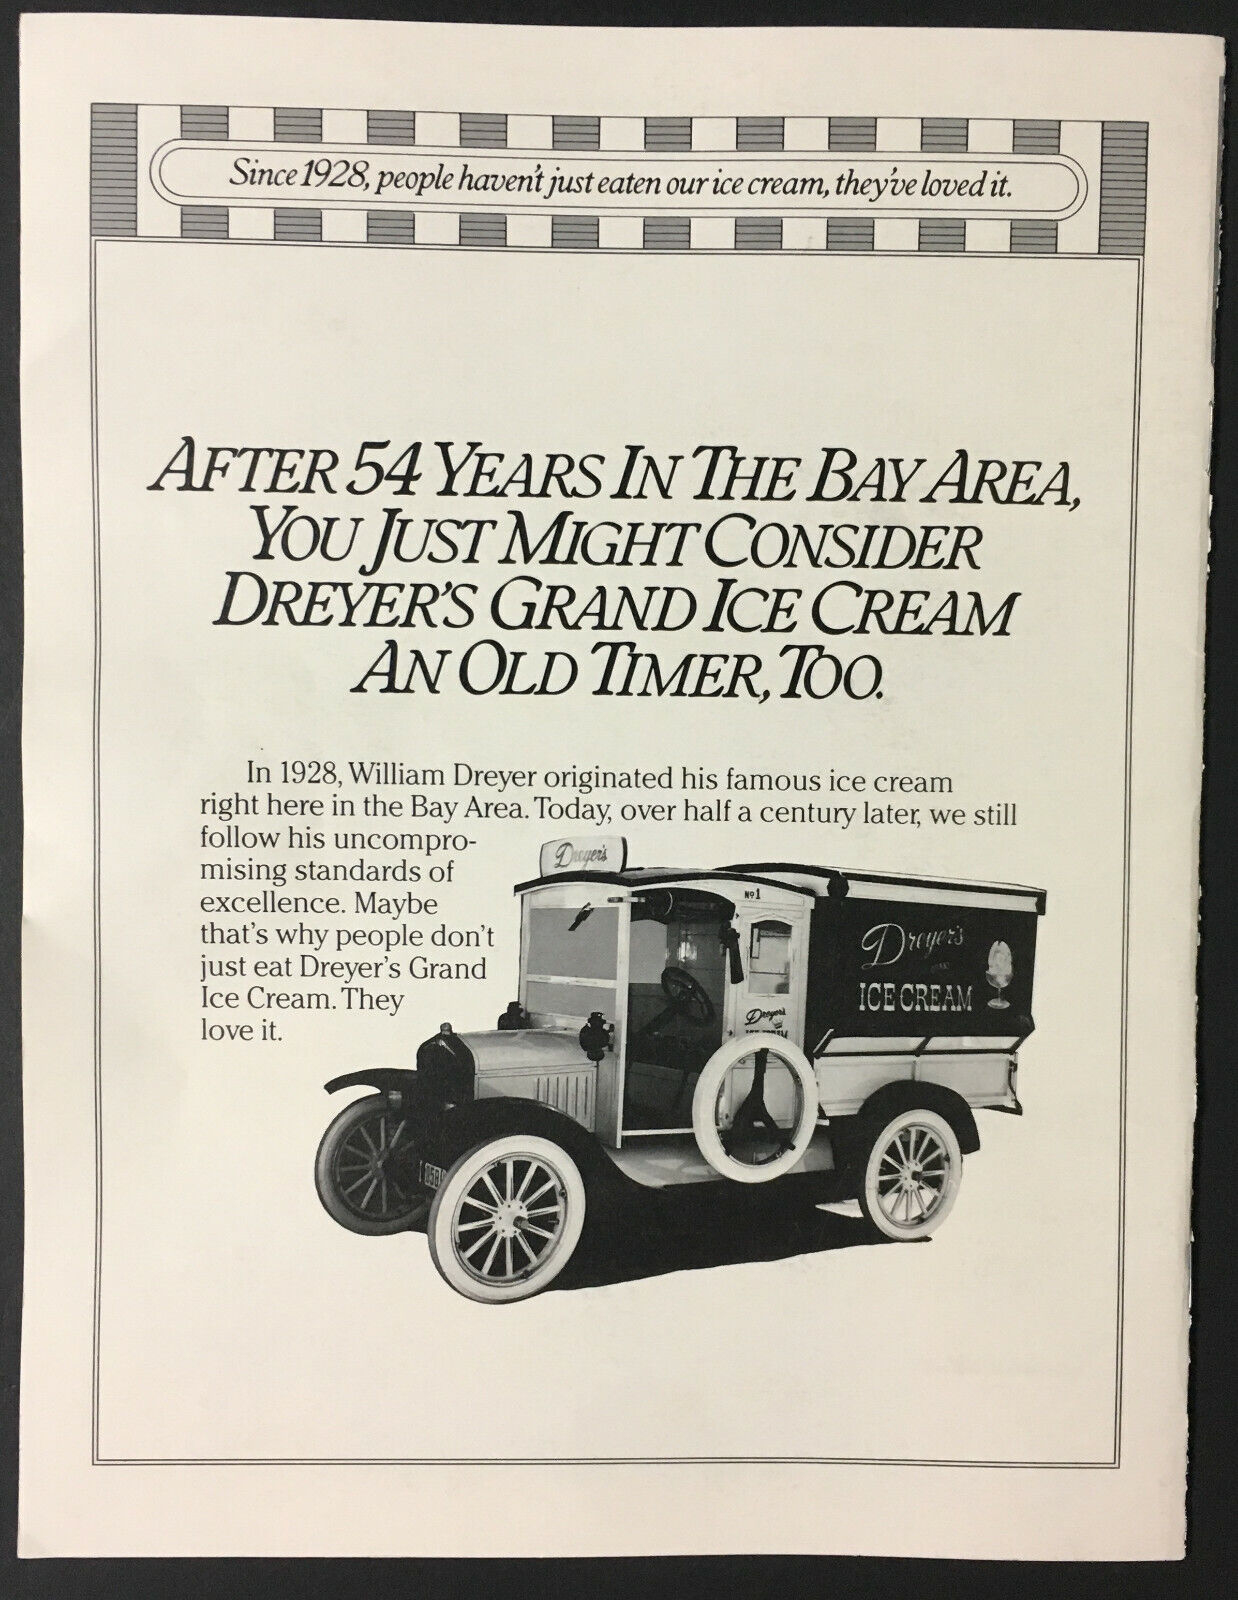 Since 1928, people haven't just eaten our ice cream, they've loved it.
AFTER 54 YEARS IN THE BAY AREA,
YOU JUST MIGHT CONSIDER
DREYER'S GRAND ICE CREAM
AN OLD TIMER, TOO.
In 1928, William Dreyer originated his famous ice cream
right here in the Bay Area. Today, over half a century later, we still
follow his uncompro-
mising standards of
excellence. Maybe
that's why people don't
just eat Dreyer's Grand
Ice Cream. They
love it.
Dreyer's
No 1
Dreyer's
ICE CREAM
Dreyer's
ICE CREAM